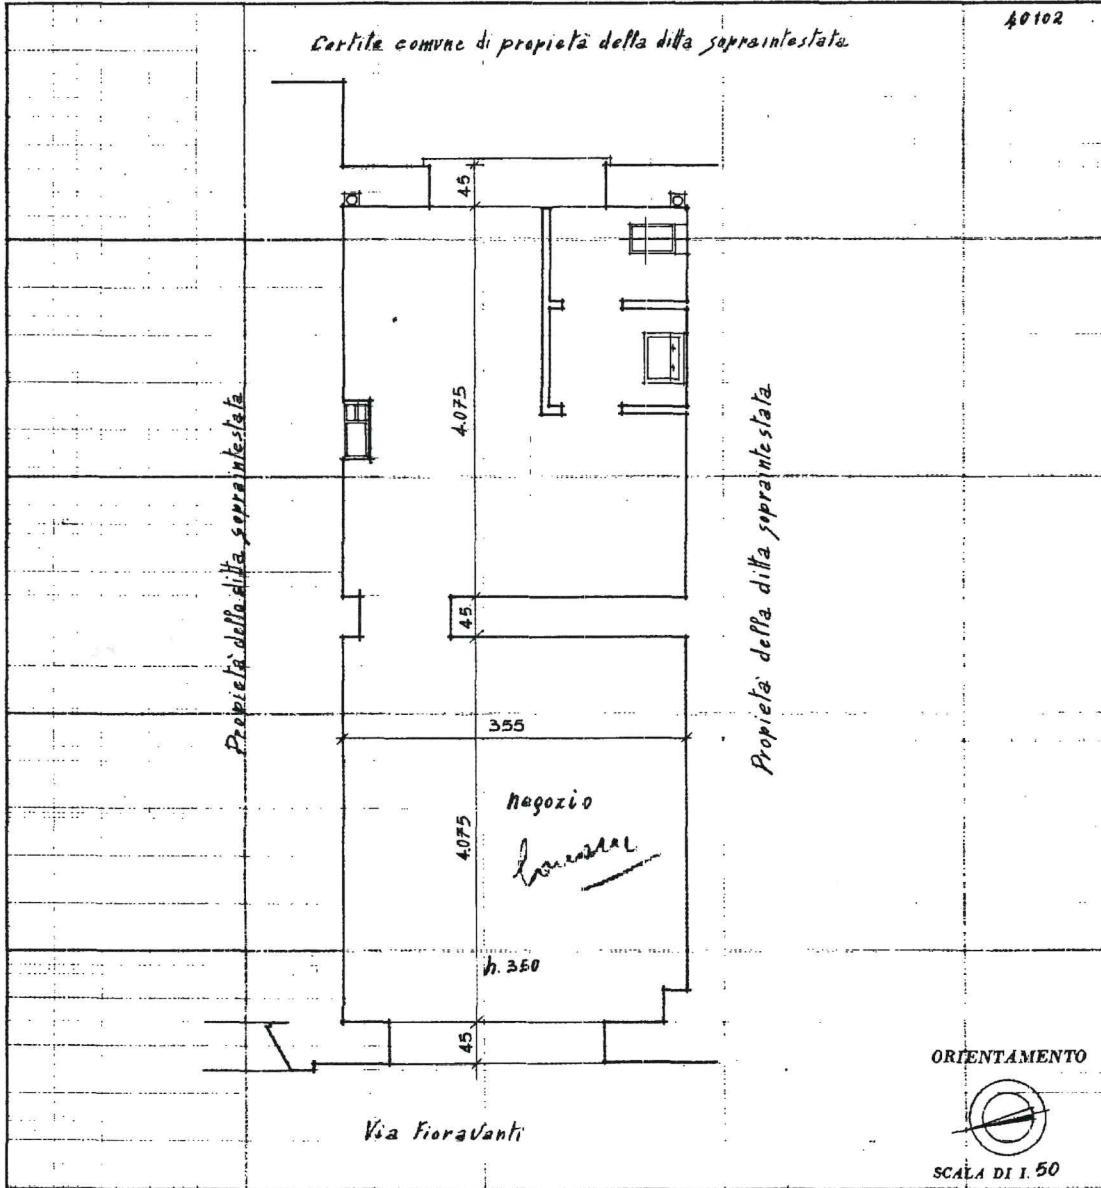 40102
Cortile comune di propietà della ditta sopraintestata
45
4.075
Propietà della ditta sopraintestata
Propietà della ditta sopraintestata
45
355
negozio
4.075
h. 350
45
Via Fioravanti
ORIENTAMENTO
SCALA DI 1. 50